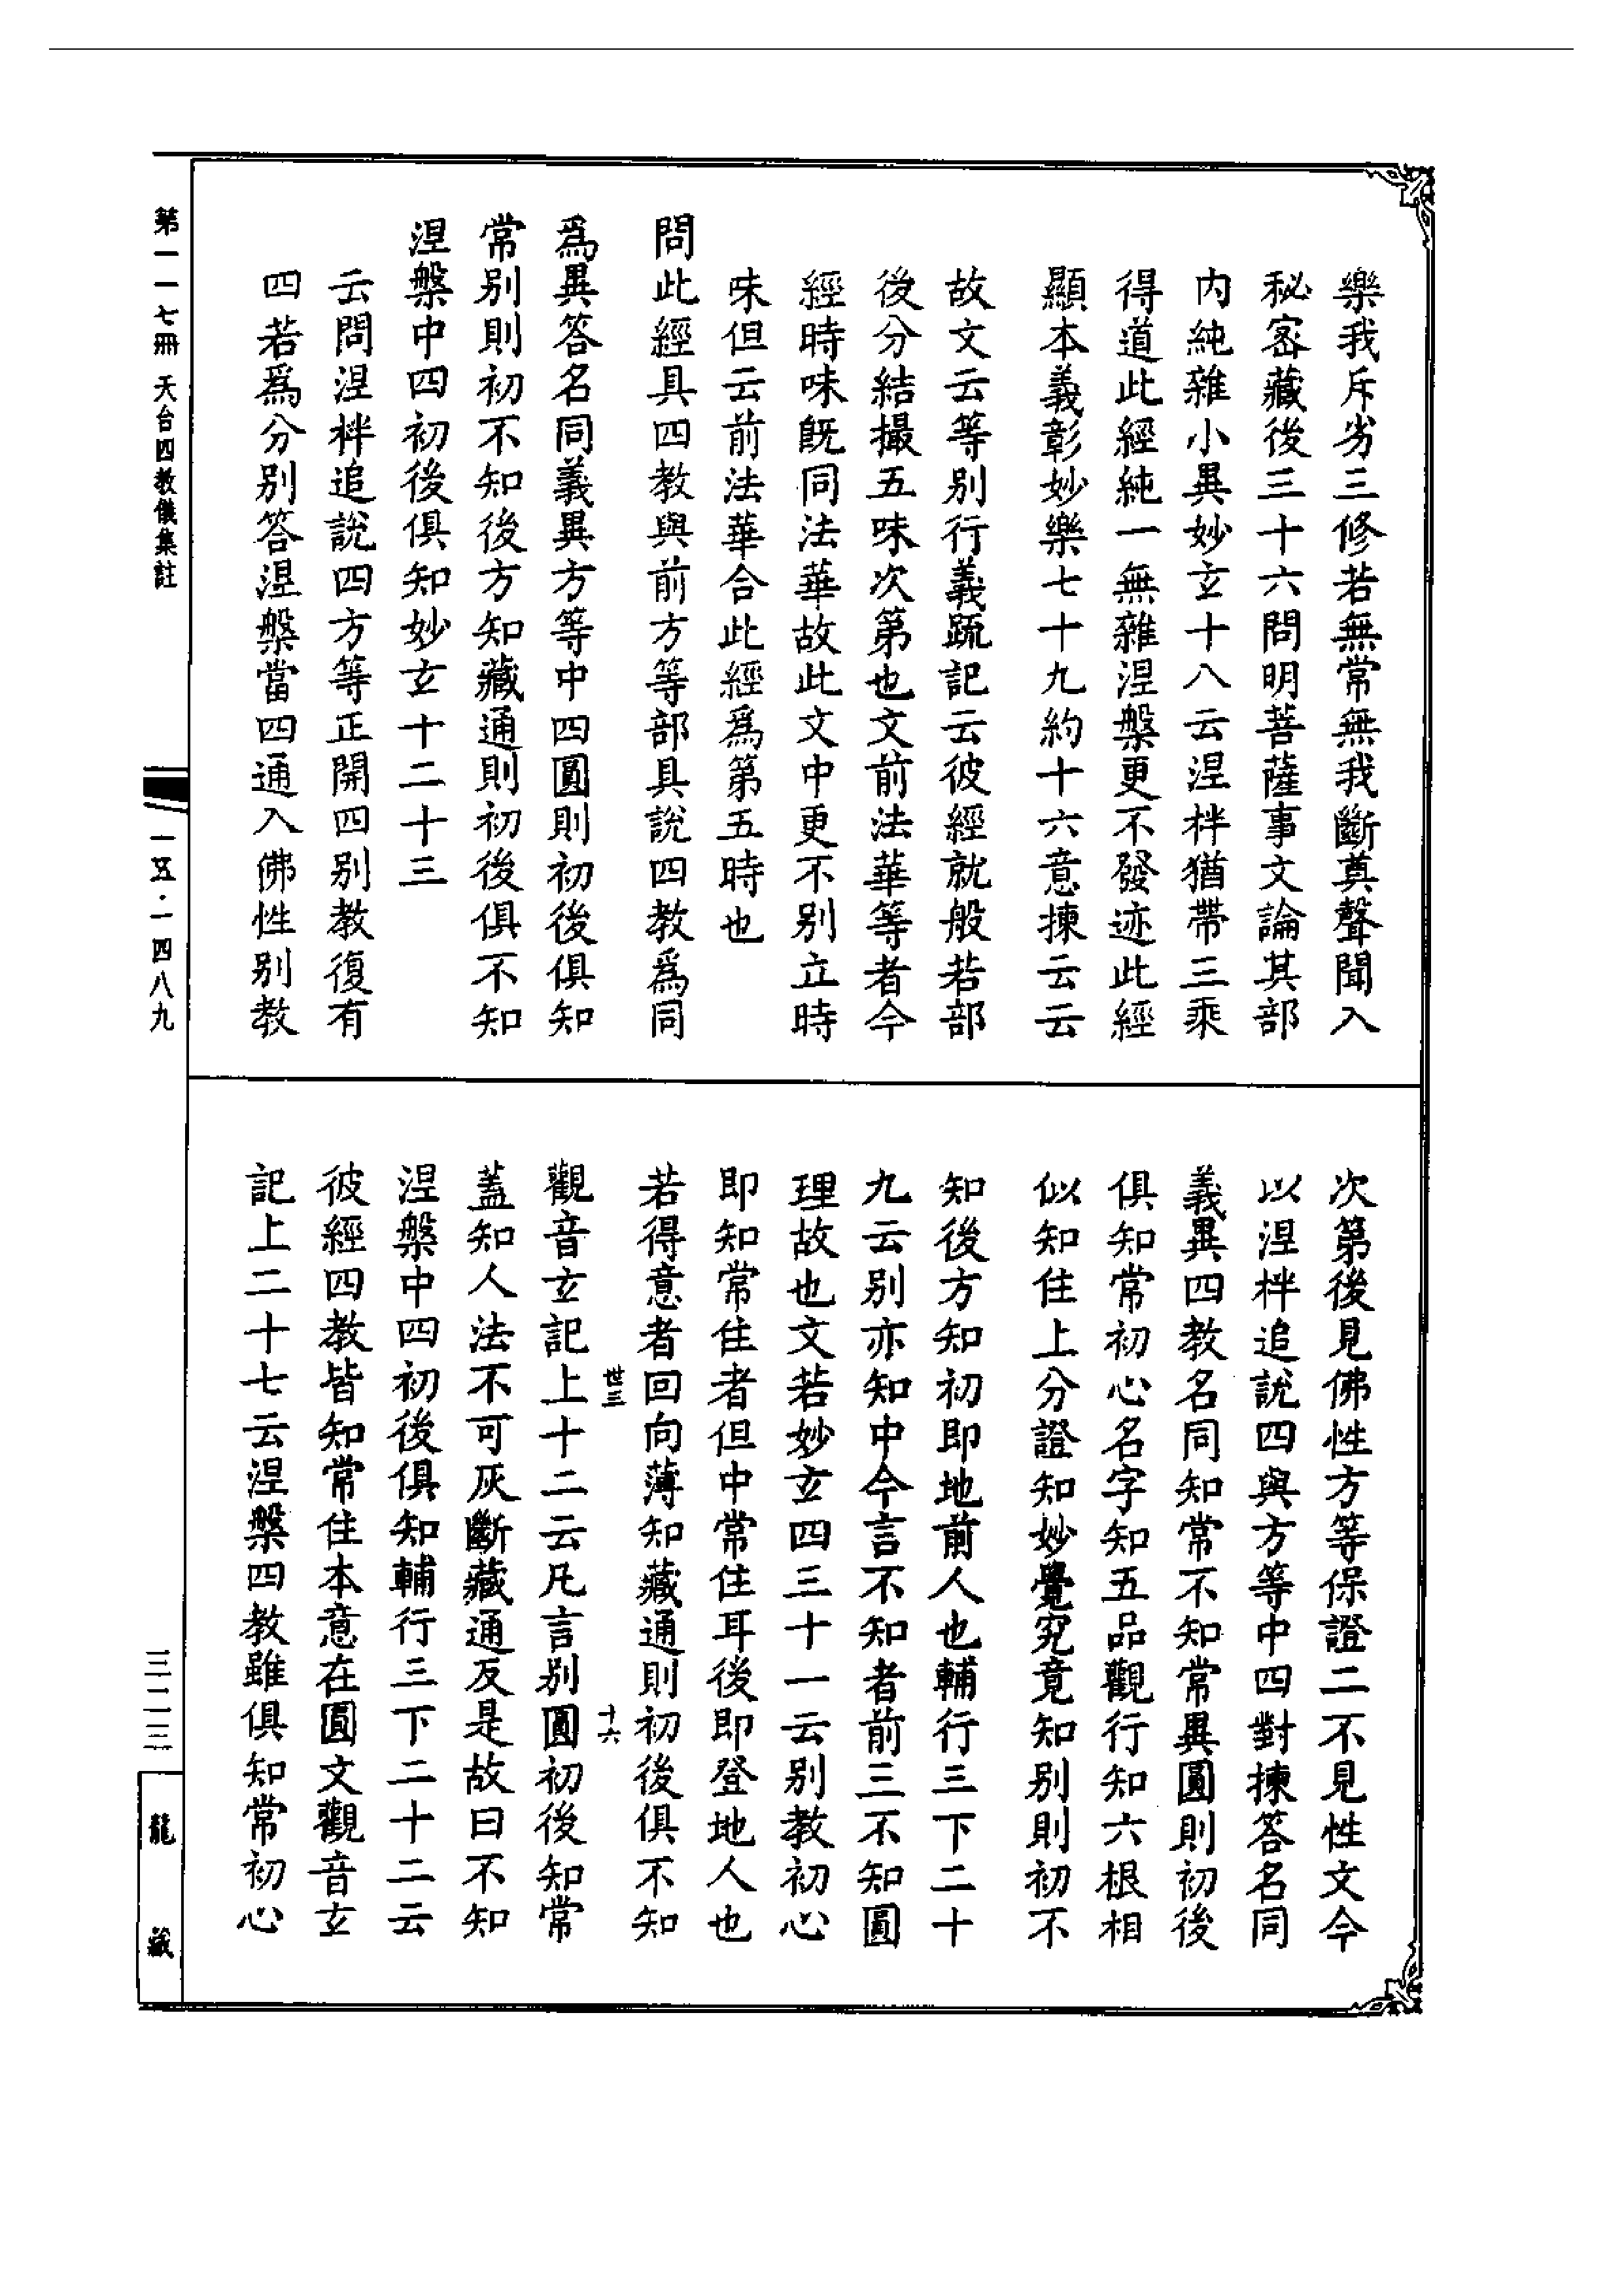 樂我斥劣三修若無常無我斷奠聲聞入
秘密藏後三十六問明菩薩事文論其部
内純雜小異妙玄十八云涅柈猶帶三乘
得道此經純一無雜涅槃更不發迹此經
顯本義彰妙樂七十九約十六意揀云云
故文云等別行義䟽記云彼經就般若部
後分結撮五味次第也文前法華等者今
經時味旣同法華故此文中更不別立時
味但云前法華合此經爲第五時也
問此經具四教與前方等部具說四教爲同
爲異答名同義異方等中四圓則初後俱知
常別則初不知後方知藏通則初後俱不知
涅槃中四初後俱知妙玄十二十三
云問涅柈追說四方等正開四別教復有
四若爲分別答涅槃當四通入佛性別教
次第後見佛性方等保證二不見性文今
以涅柈追說四與方等中四對揀答名同
義異四教名同知常不知常異圓則初後
俱知常初心名字知五品觀行知六根相
似知住上分證知妙覺究竟知別則初不
知後方知初即地前人也輔行三下二十
九云別亦知中今言不知者前三不知圓
理故也文若妙玄四三十一云別教初心
即知常住者但中常住耳後即登地人也
若得意者回向薄知藏通則初後俱不知
世三
十六
觀音玄記上十二云凡言別圓初後知常
蓋知人法不可灰斷藏通反是故曰不知
涅槃中四初後俱知輔行三下二十二云
彼經四教皆知常住本意在圓文觀音玄
記上二十七云涅槃四教雖俱知常初心
第一一七冊 天台四教儀集註
一五·一四八九
三二三
龍藏